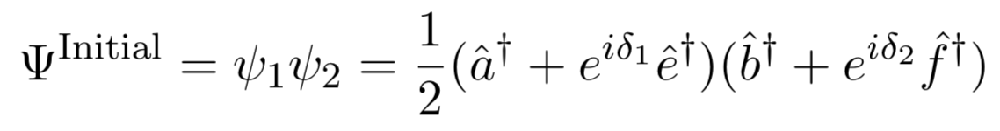 Ψ^Initial = ψ₁ψ₂ = 1/2 (â† + e^{iδ₁} ê†)(b̂† + e^{iδ₂} f̂†)